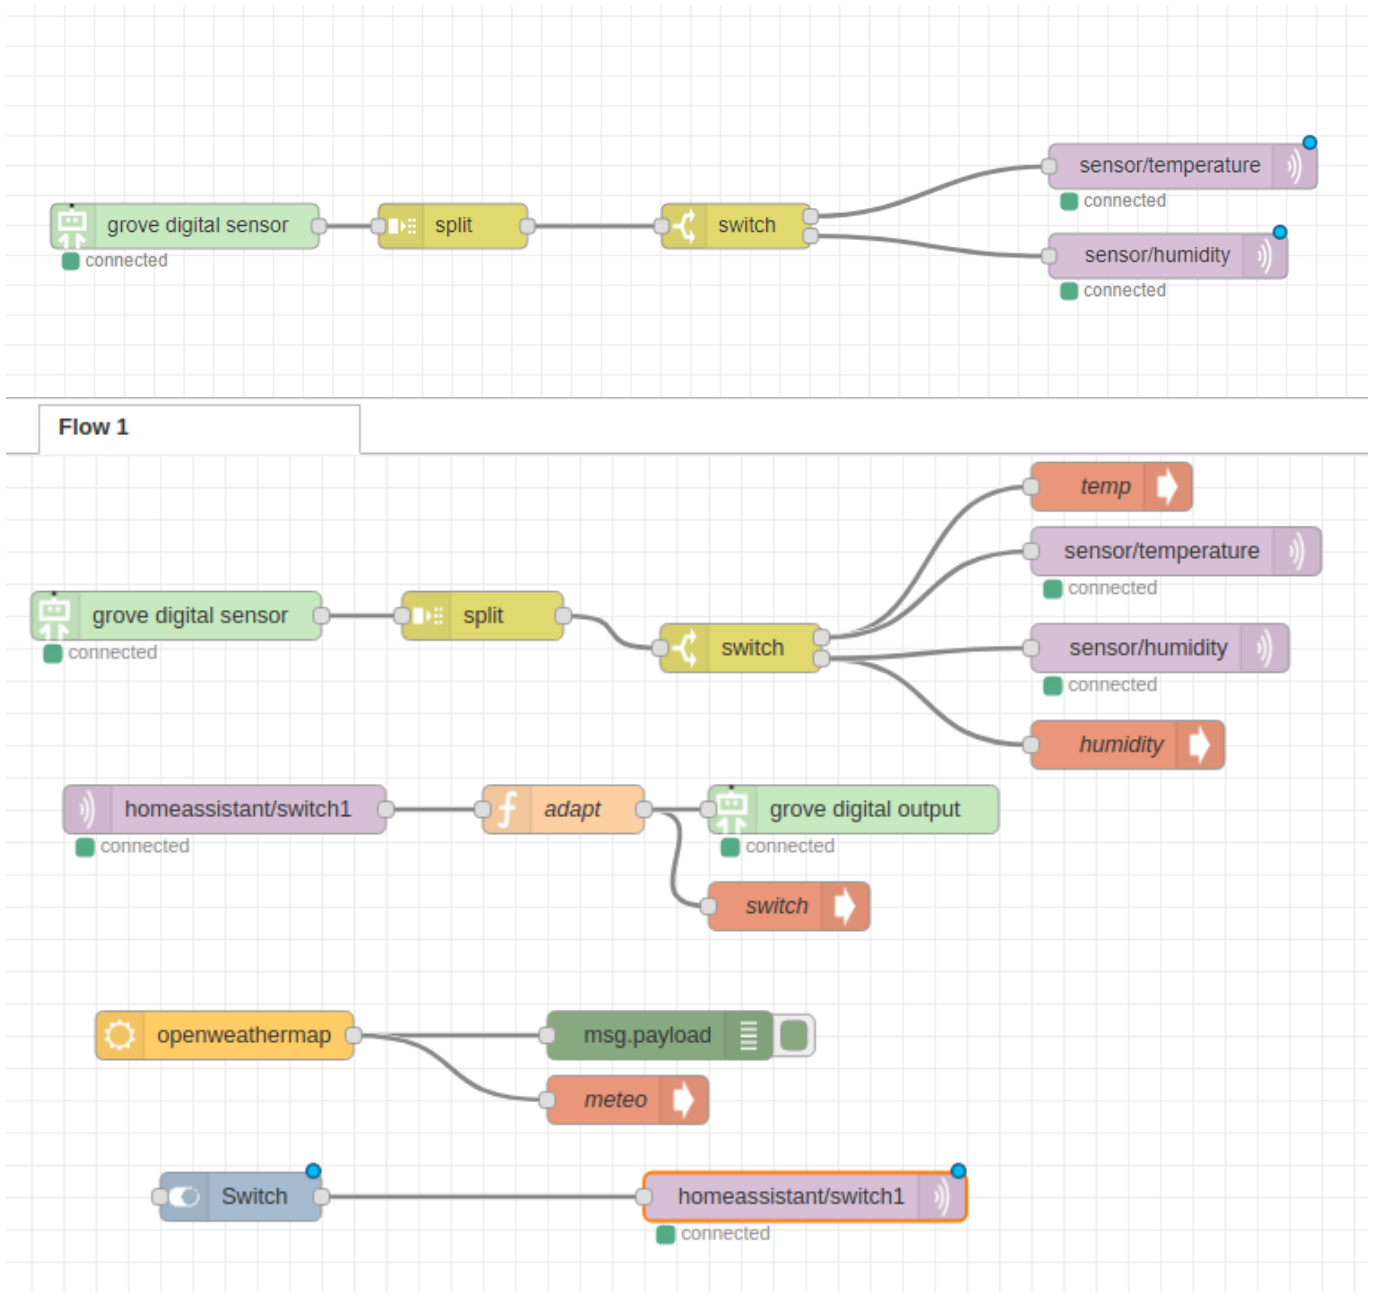 sensor/temperature
connected
grove digital sensor
split
switch
connected
sensor/humidity
connected
Flow 1
temp
sensor/temperature
connected
grove digital sensor
split
switch
connected
sensor/humidity
connected
humidity
homeassistant/switch1
adapt
grove digital output
connected
connected
switch
openweathermap
msg.payload
meteo
Switch
homeassistant/switch1
connected